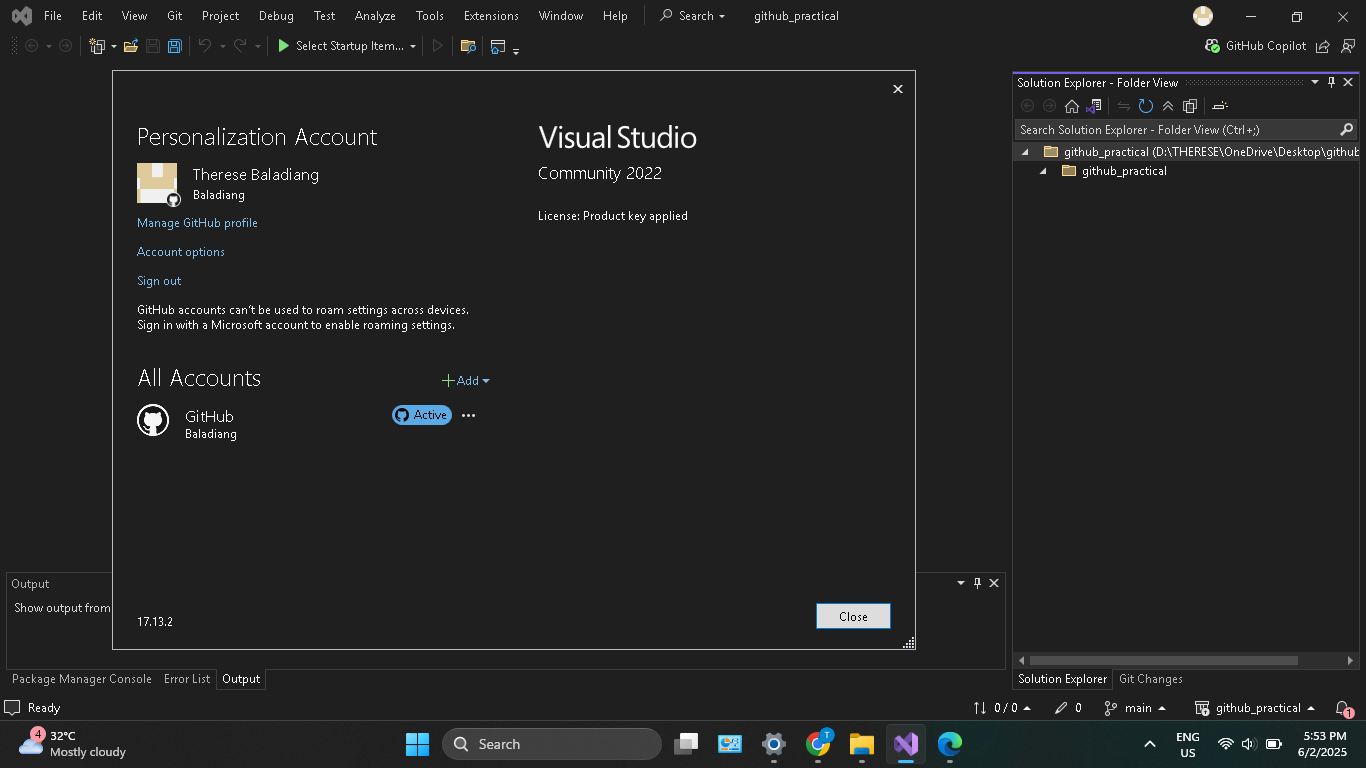 File Edit View Git Project Debug Test Analyze Tools Extensions Window Help Search github_practical
Select Startup Item... GitHub Copilot
Personalization Account
Therese Baladiang
Baladiang
Manage GitHub profile
Account options
Sign out
GitHub accounts can't be used to roam settings across devices.
Sign in with a Microsoft account to enable roaming settings.
All Accounts
Add
GitHub
Active
Baladiang
17.13.2
Visual Studio
Community 2022
License: Product key applied
Close
Solution Explorer - Folder View
Search Solution Explorer - Folder View (Ctrl+;)
github_practical (D:\THERESE\OneDrive\Desktop\github
github_practical
Output
Show output from
Package Manager Console Error List Output
Solution Explorer Git Changes
Ready 0 / 0 0 main github_practical 1
4
32°C
Mostly cloudy
Search
T
ENG
US
5:53 PM
6/2/2025